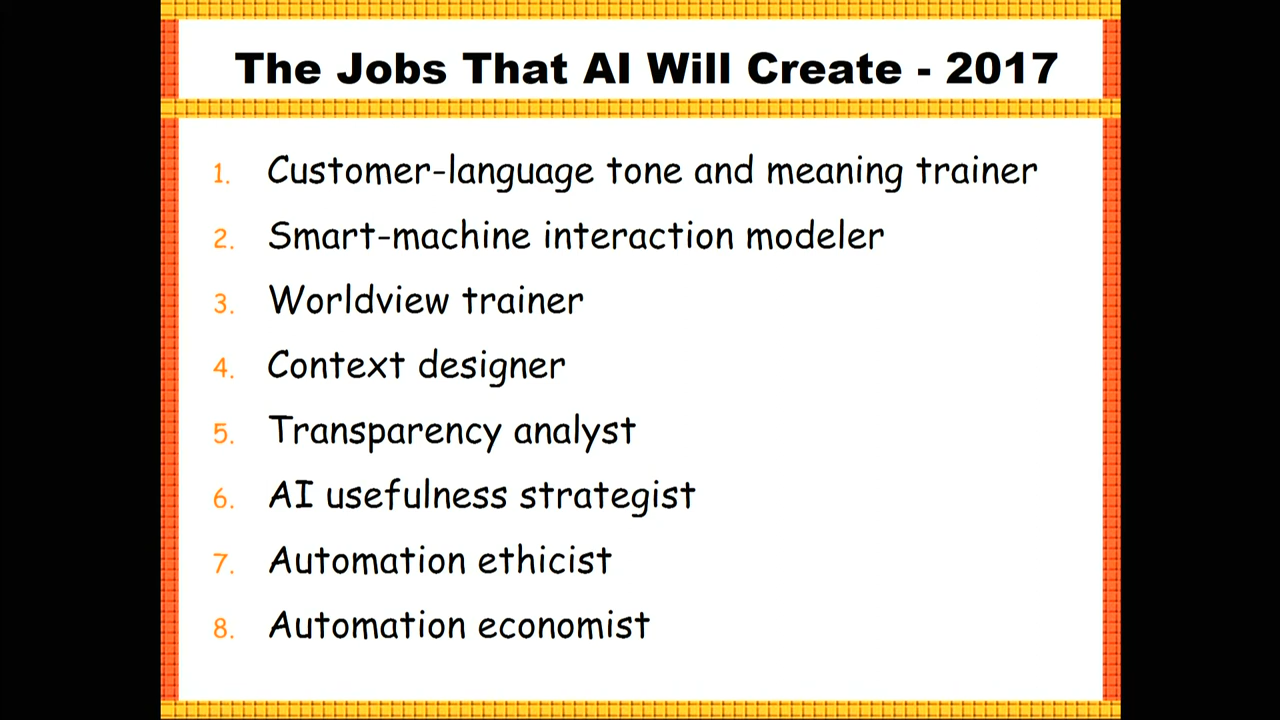 The Jobs That AI Will Create - 2017
1. Customer-language tone and meaning trainer
2. Smart-machine interaction modeler
3. Worldview trainer
4. Context designer
5. Transparency analyst
6. AI usefulness strategist
7. Automation ethicist
8. Automation economist